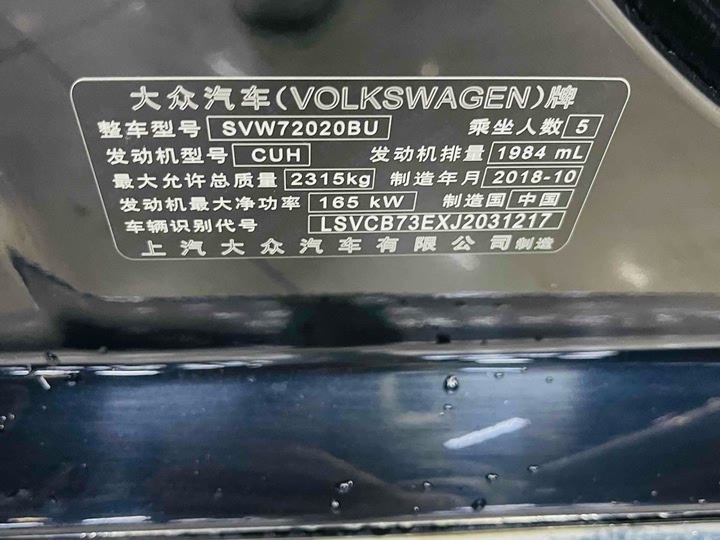 大众汽车(VOLKSWAGEN)牌
整车型号 SVW72020BU 乘坐人数 5
发动机型号 CUH 发动机排量 1984 mL
最大允许总质量 2315kg 制造年月 2018-10
发动机最大净功率 165 kW 制造国 中国
车辆识别代号 LSVCB73EXJ2031217
上汽大众汽车有限公司制造